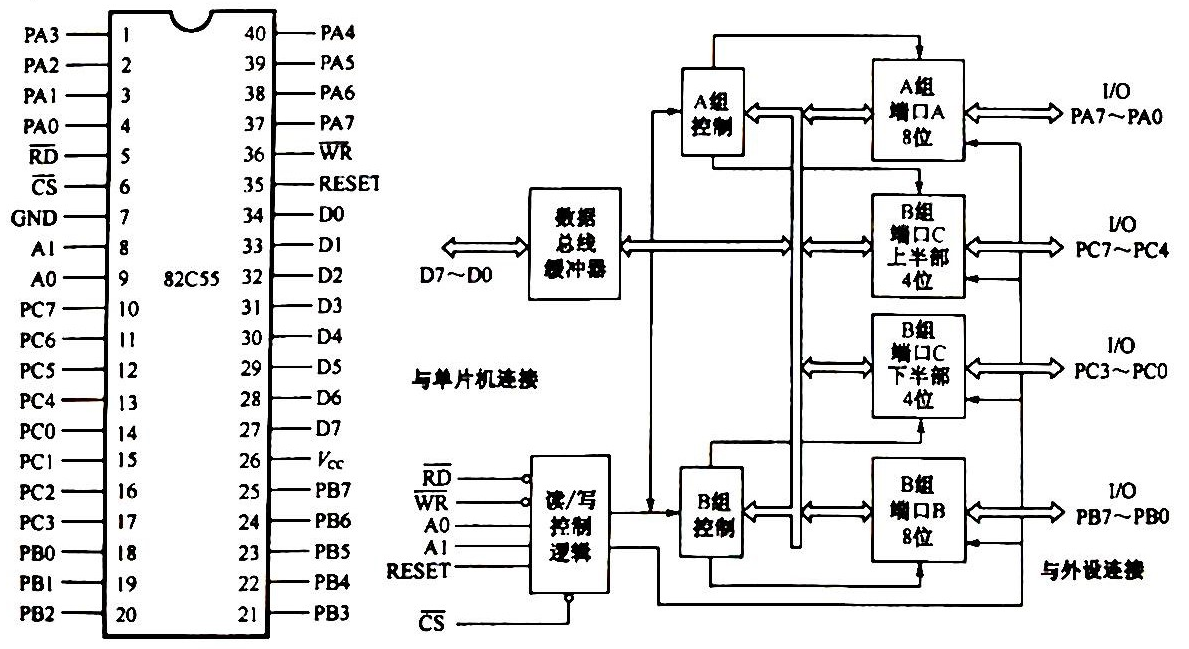 PA3 1 40 PA4
PA2 2 39 PA5
PA1 3 38 PA6
PA0 4 37 PA7
RD 5 36 WR
CS 6 35 RESET
GND 7 34 D0
A1 8 33 D1
A0 9 82C55 32 D2
PC7 10 31 D3
PC6 11 30 D4
PC5 12 29 D5
PC4 13 28 D6
PC0 14 27 D7
PC1 15 26 Vcc
PC2 16 25 PB7
PC3 17 24 PB6
PB0 18 23 PB5
PB1 19 22 PB4
PB2 20 21 PB3
A组
控制
A组
端口A
8位
I/O
PA7～PA0
数据
总线
缓冲器
D7～D0
B组
端口C
上半部
4位
I/O
PC7～PC4
B组
端口C
下半部
4位
I/O
PC3～PC0
与单片机连接
RD
WR
A0
A1
RESET
CS
读/写
控制
逻辑
B组
控制
B组
端口B
8位
I/O
PB7～PB0
与外设连接